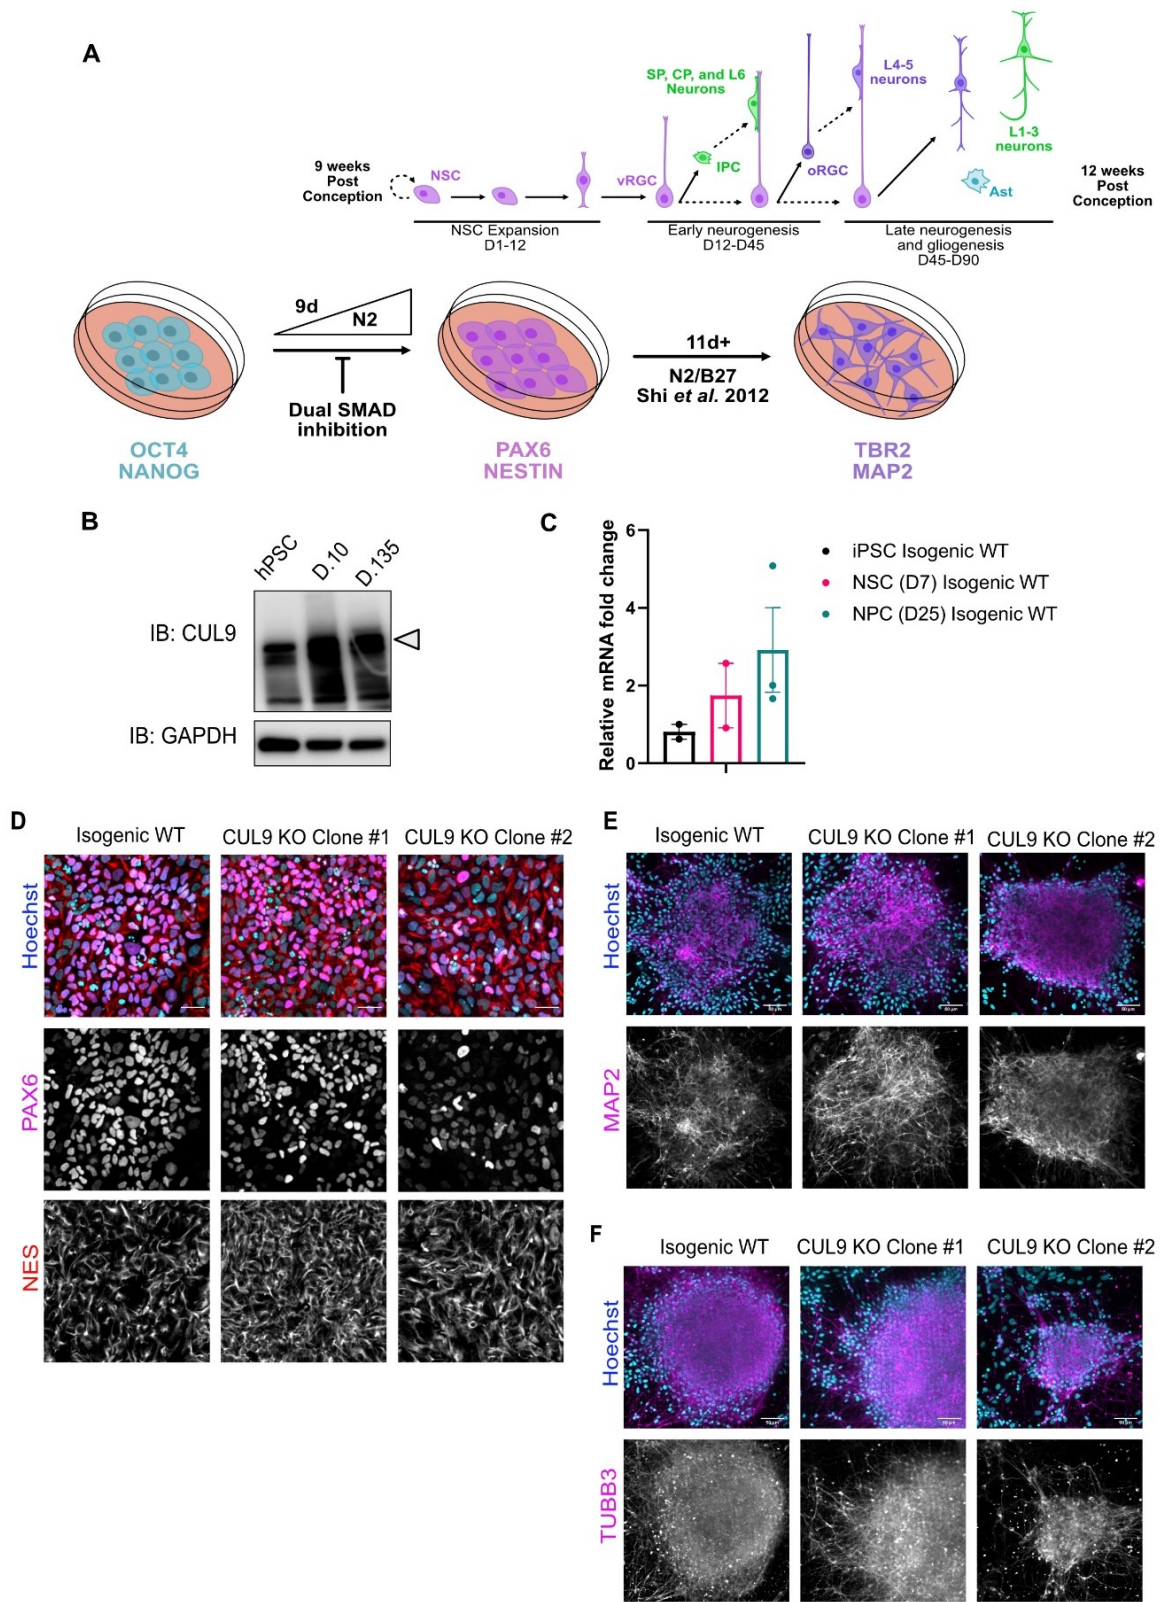 A
SP, CP, and L6
Neurons
L4-5
neurons
L1-3
neurons
9 weeks
Post
Conception
NSC
vRGC
IPC
oRGC
Ast
12 weeks
Post
Conception
NSC Expansion
D1-12
Early neurogenesis
D12-D45
Late neurogenesis
and gliogenesis
D45-D90
9d
N2
Dual SMAD
inhibition
11d+
N2/B27
Shi et al. 2012
OCT4
NANOG
PAX6
NESTIN
TBR2
MAP2
B
hPSC
D.10
D.135
IB: CUL9
IB: GAPDH
C
Relative mRNA fold change
6
4
2
0
iPSC Isogenic WT
NSC (D7) Isogenic WT
NPC (D25) Isogenic WT
D
Isogenic WT
CUL9 KO Clone #1
CUL9 KO Clone #2
Hoechst
PAX6
NES
E
Isogenic WT
CUL9 KO Clone #1
CUL9 KO Clone #2
Hoechst
MAP2
F
Isogenic WT
CUL9 KO Clone #1
CUL9 KO Clone #2
Hoechst
TUBB3